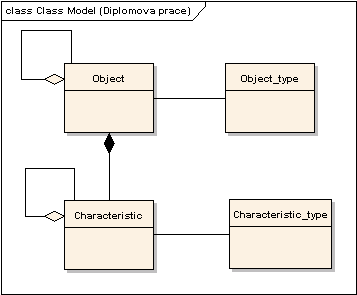 class Class Model (Diplomova prace)
Object
Object_type
Characteristic
Characteristic_type